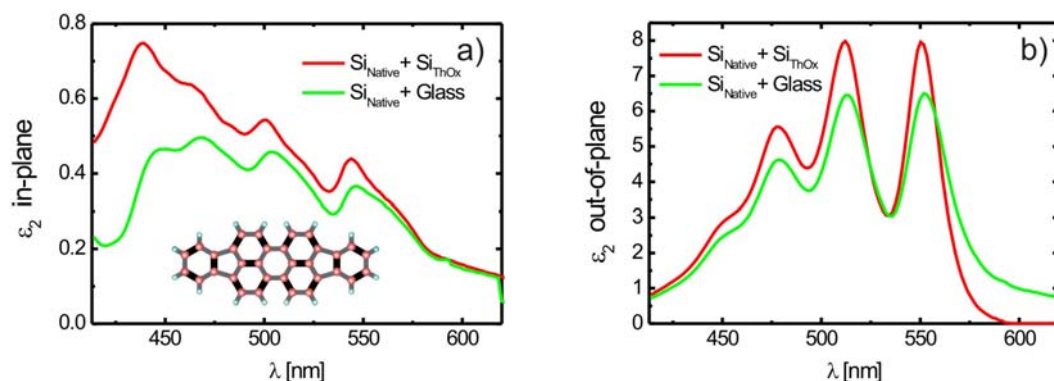 a)
Si_Native + Si_ThOx
Si_Native + Glass
ε₂ in-plane
0.8
0.6
0.4
0.2
0.0
450 500 550 600
λ [nm]
b)
Si_Native + Si_ThOx
Si_Native + Glass
ε₂ out-of-plane
8
7
6
5
4
3
2
1
0
450 500 550 600
λ [nm]